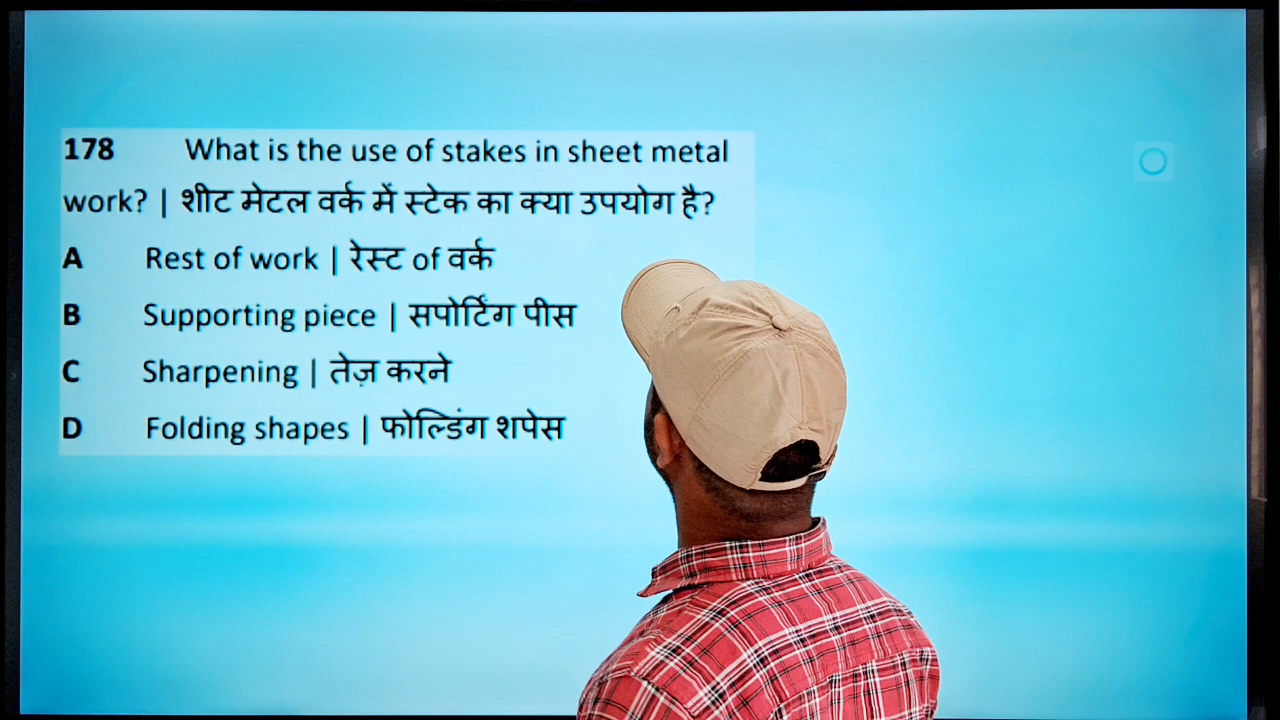 178 What is the use of stakes in sheet metal
work? | शीट मेटल वर्क में स्टेक का क्या उपयोग है?
A Rest of work | रेस्ट of वर्क
B Supporting piece | सपोर्टिंग पीस
C Sharpening | तेज़ करने
D Folding shapes | फोल्डिंग शपेस